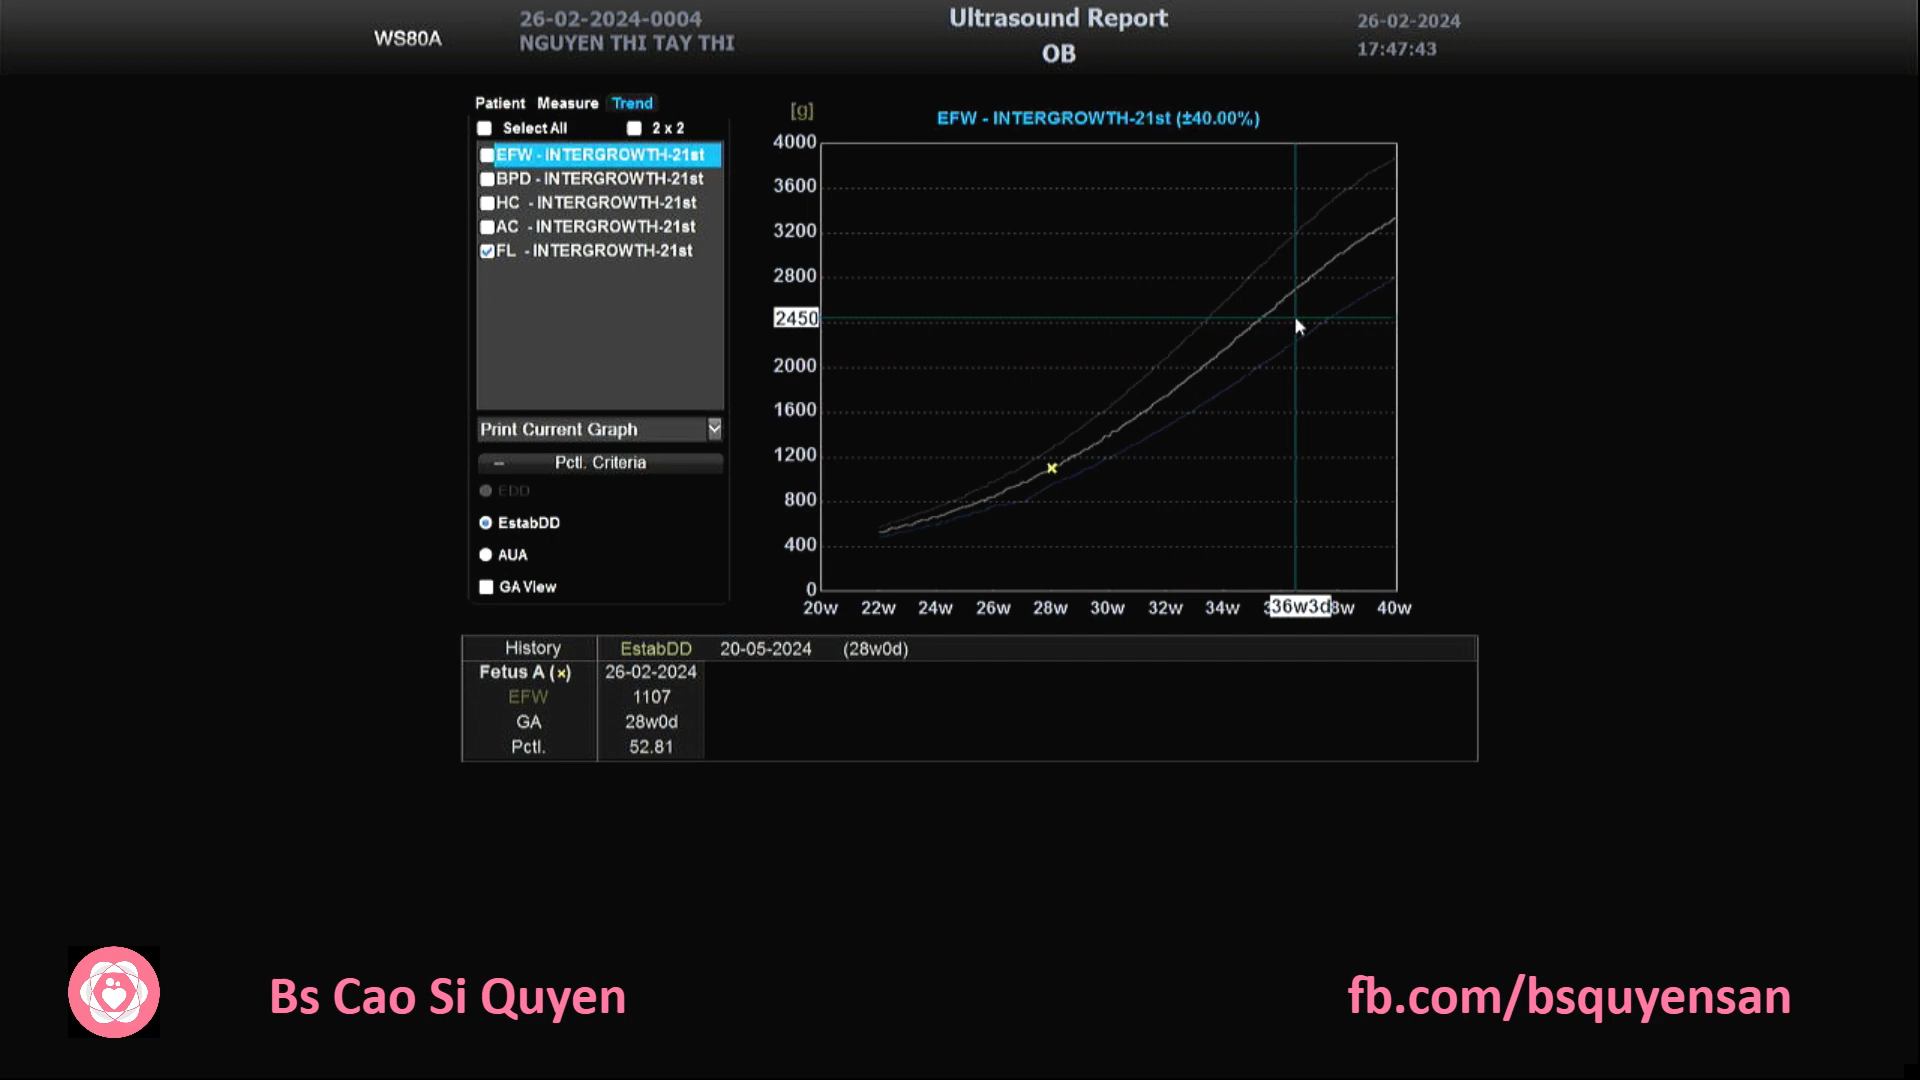 WS80A
26-02-2024-0004
NGUYEN THI TAY THI
Ultrasound Report
OB
26-02-2024
17:47:43
Patient Measure Trend
Select All 2 x 2
EFW - INTERGROWTH-21st
BPD - INTERGROWTH-21st
HC - INTERGROWTH-21st
AC - INTERGROWTH-21st
FL - INTERGROWTH-21st
Print Current Graph
-- Pctl. Criteria
EDD
EstabDD
AUA
GA View
[g]
EFW - INTERGROWTH-21st (±40.00%)
4000
3600
3200
2800
2450
2000
1600
1200
800
400
0
20w 22w 24w 26w 28w 30w 32w 34w 36w3d 8w 40w
History EstabDD 20-05-2024 (28w0d)
Fetus A (×) 26-02-2024
EFW 1107
GA 28w0d
Pctl. 52.81
Bs Cao Si Quyen
fb.com/bsquyensan